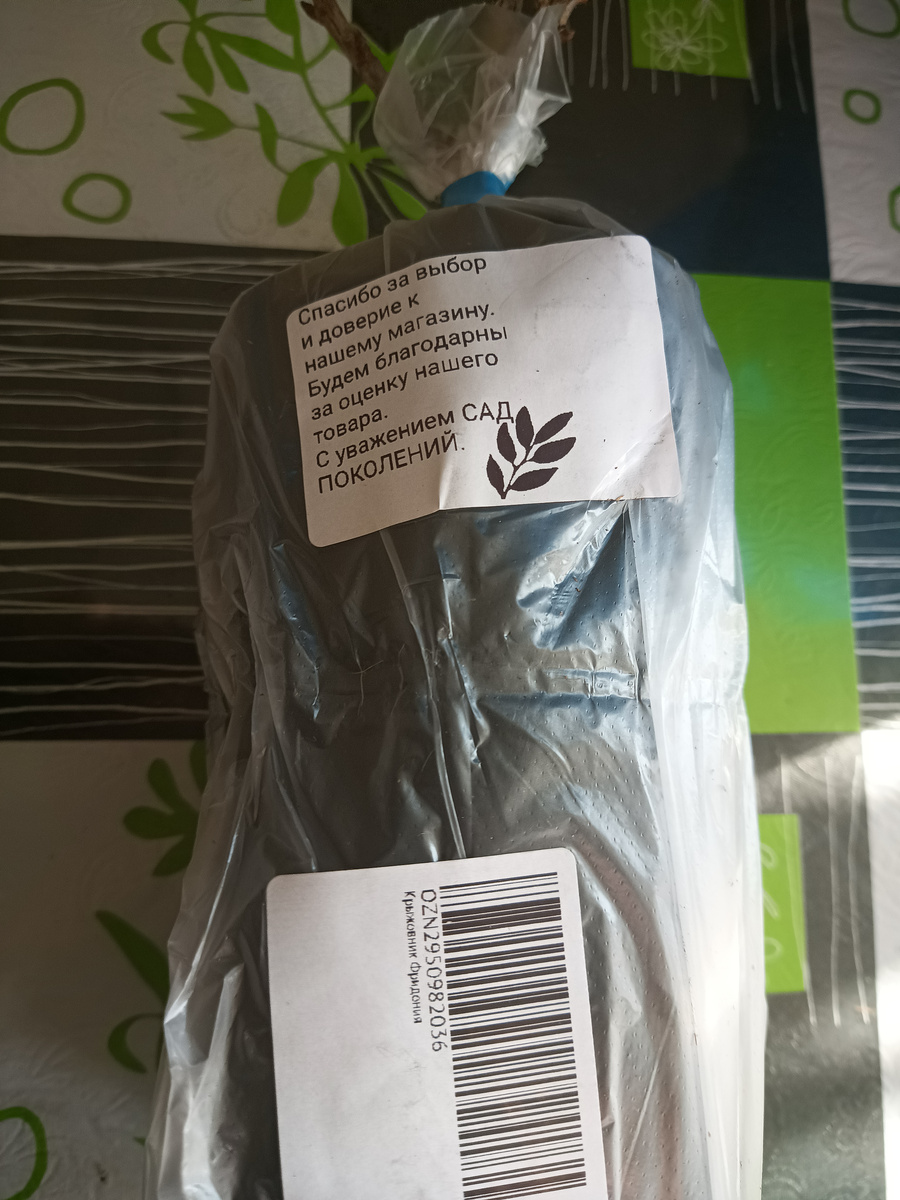 Спасибо за выбор
и доверие к
нашему магазину.
Будем благодарны
за оценку нашего
товара.
С уважением САД
ПОКОЛЕНИЙ.
OZN2950982036
Крыжовник Фридония